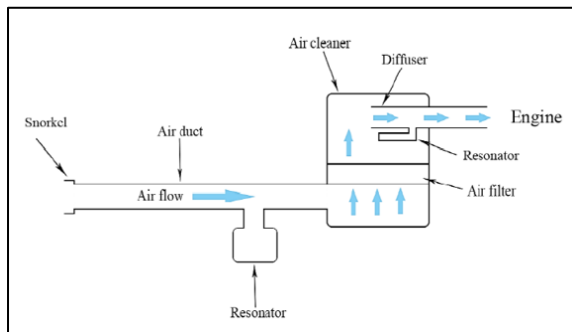 Air cleaner
Diffuser
Snorkel
Air duct
Engine
Resonator
Air flow
Air filter
Resonator